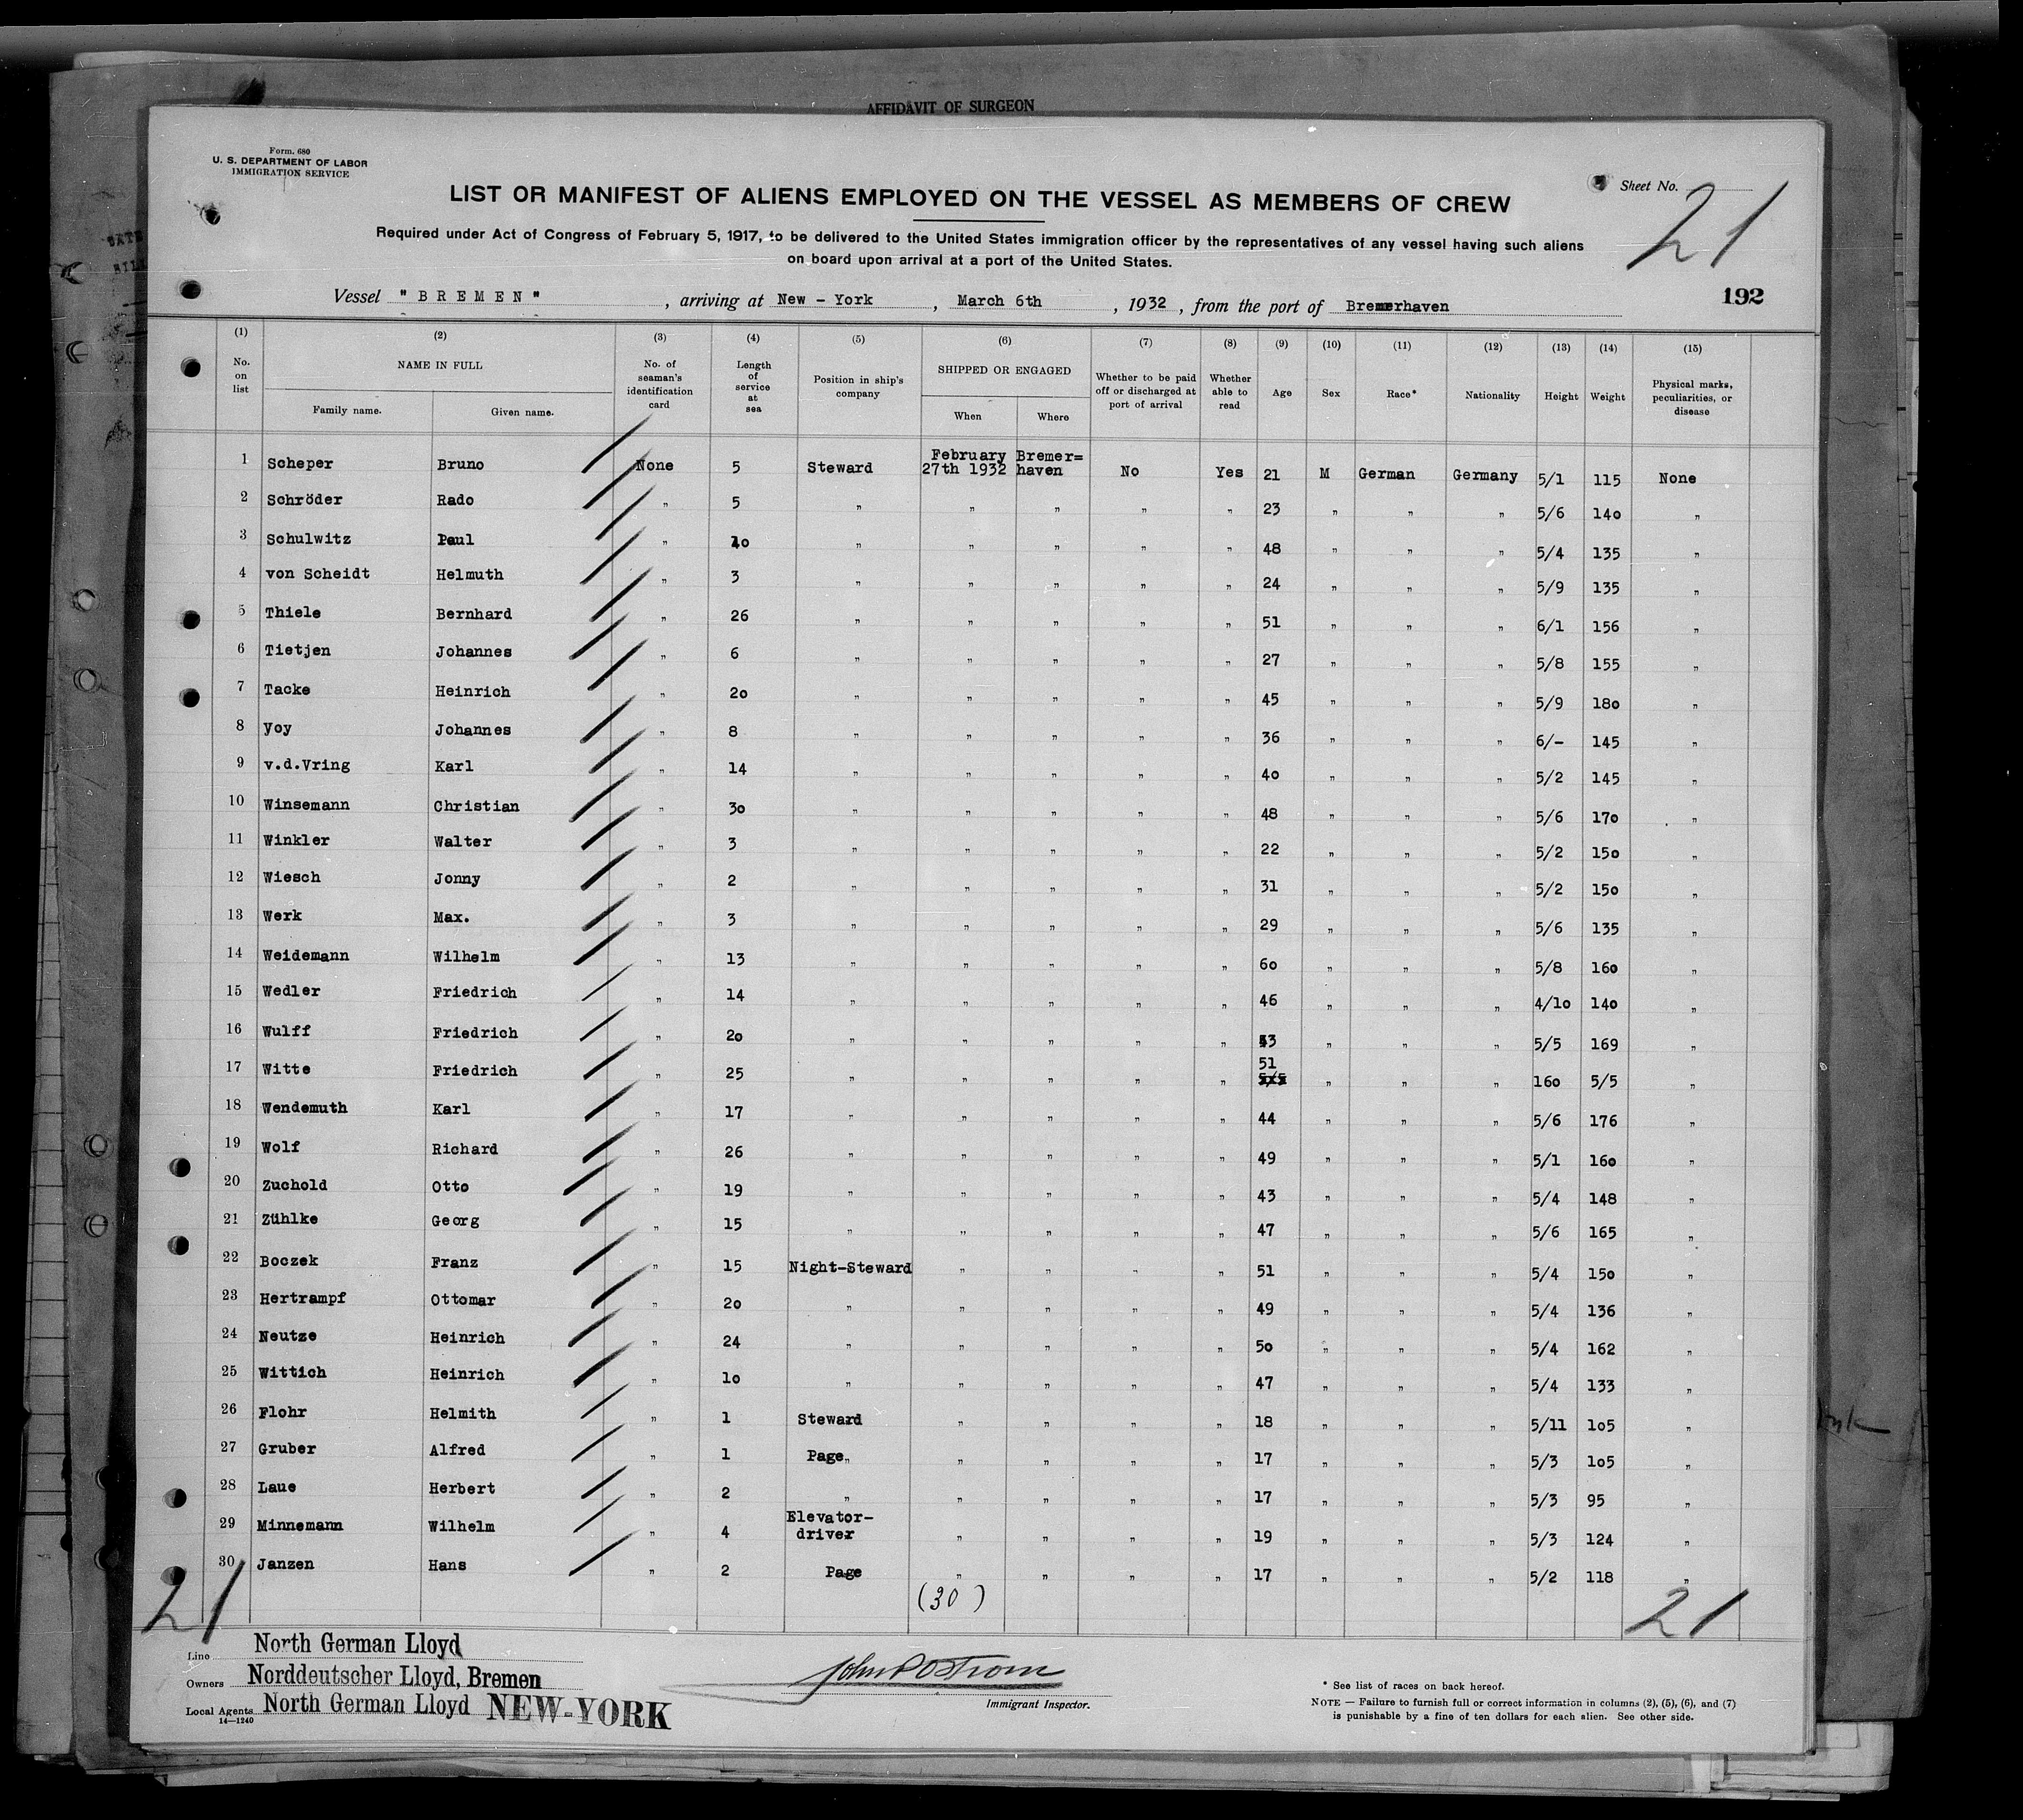 AFFIDAVIT OF SURGEON
Form. 680
U. S. DEPARTMENT OF LABOR
IMMIGRATION SERVICE
Sheet No. 21
LIST OR MANIFEST OF ALIENS EMPLOYED ON THE VESSEL AS MEMBERS OF CREW
Required under Act of Congress of February 5, 1917, to be delivered to the United States immigration officer by the representatives of any vessel having such aliens
on board upon arrival at a port of the United States.
192
Vessel "BREMEN", arriving at New - York, March 6th, 1932, from the port of Bremerhaven
(1) (2) (3) (4) (5) (6) (7) (8) (9) (10) (11) (12) (13) (14) (15)
No. on list NAME IN FULL Family name. Given name. No. of seaman's identification card Length of service at sea Position in ship's company SHIPPED OR ENGAGED When Where Whether to be paid off or discharged at port of arrival Whether able to read Age Sex Race* Nationality Height Weight Physical marks, peculiarities, or disease
1 Scheper Bruno None 5 Steward February 27th 1932 Bremer=haven No Yes 21 M German Germany 5/1 115 None
2 Schröder Rado " 5 " " " " " 23 " " " 5/6 140 "
3 Schulwitz Paul " 20 " " " " " 48 " " " 5/4 135 "
4 von Scheidt Helmuth " 3 " " " " " 24 " " " 5/9 135 "
5 Thiele Bernhard " 26 " " " " " 51 " " " 6/1 156 "
6 Tietjen Johannes " 6 " " " " " 27 " " " 5/8 155 "
7 Tacke Heinrich " 20 " " " " " 45 " " " 5/9 180 "
8 Yoy Johannes " 8 " " " " " 36 " " " 6/- 145 "
9 v.d.Vring Karl " 14 " " " " " 40 " " " 5/2 145 "
10 Winsemann Christian " 30 " " " " " 48 " " " 5/6 170 "
11 Winkler Walter " 3 " " " " " 22 " " " 5/2 150 "
12 Wiesch Jonny " 2 " " " " " 31 " " " 5/2 150 "
13 Werk Max. " 3 " " " " " 29 " " " 5/6 135 "
14 Weidemann Wilhelm " 13 " " " " " 60 " " " 5/8 160 "
15 Wedler Friedrich " 14 " " " " " 46 " " " 4/10 140 "
16 Wulff Friedrich " 20 " " " " " " " " 5/5 169 "
17 Witte Friedrich " 25 " " " " " 51 " " " 160 5/5 "
18 Wendemuth Karl " 17 " " " " " 44 " " " 5/6 176 "
19 Wolf Richard " 26 " " " " " 49 " " " 5/1 160 "
20 Zuchold Otto " 19 " " " " " 43 " " " 5/4 148 "
21 Zühlke Georg " 15 " " " " " 47 " " " 5/6 165 "
22 Boczek Franz " 15 Night-Steward " " " " 51 " " " 5/4 150 "
23 Hertrampf Ottomar " 20 " " " " " 49 " " " 5/4 136 "
24 Neutze Heinrich " 24 " " " " " 50 " " " 5/4 162 "
25 Wittich Heinrich " 10 " " " " " 47 " " " 5/4 133 "
26 Flohr Helmith " 1 Steward " " " " 18 " " " 5/11 105 "
27 Gruber Alfred " 1 Page " " " " 17 " " " 5/3 105 "
28 Laue Herbert " 2 " " " " " 17 " " " 5/3 95 "
29 Minnemann Wilhelm " 4 Elevator-driver " " " " 19 " " " 5/3 124 "
30 Janzen Hans " 2 Page " " " " 17 " " " 5/2 118 "
(30)
21 21
Line North German Lloyd
Owners Norddeutscher Lloyd, Bremen
Local Agents North German Lloyd NEW-YORK
14—1240
Immigrant Inspector.
* See list of races on back hereof.
NOTE — Failure to furnish full or correct information in columns (2), (5), (6), and (7)
is punishable by a fine of ten dollars for each alien. See other side.